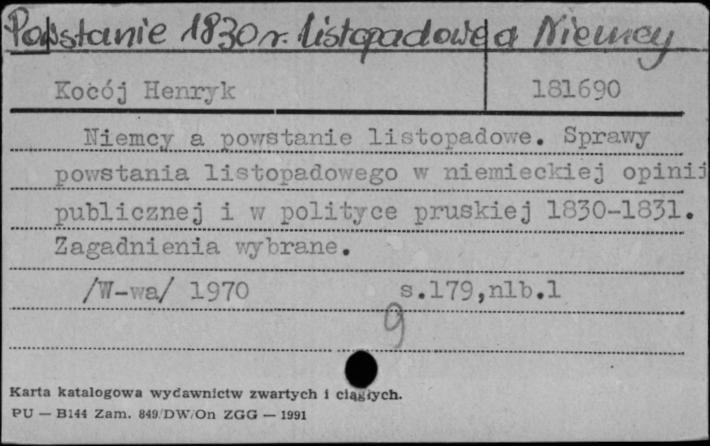 Powstanie 1830 r. listopadowe a Niemcy
Kocój Henryk 181690
Niemcy a powstanie listopadowe. Sprawy
powstania listopadowego w niemieckiej opinij
publicznej i w polityce pruskiej 1830-1831.
Zagadnienia wybrane.
/W-wa/ 1970 s.179,nlb.1
9
Karta katalogowa wydawnictw zwartych i ciągłych.
PU — B144 Zam. 849/DW/On ZGG — 1991